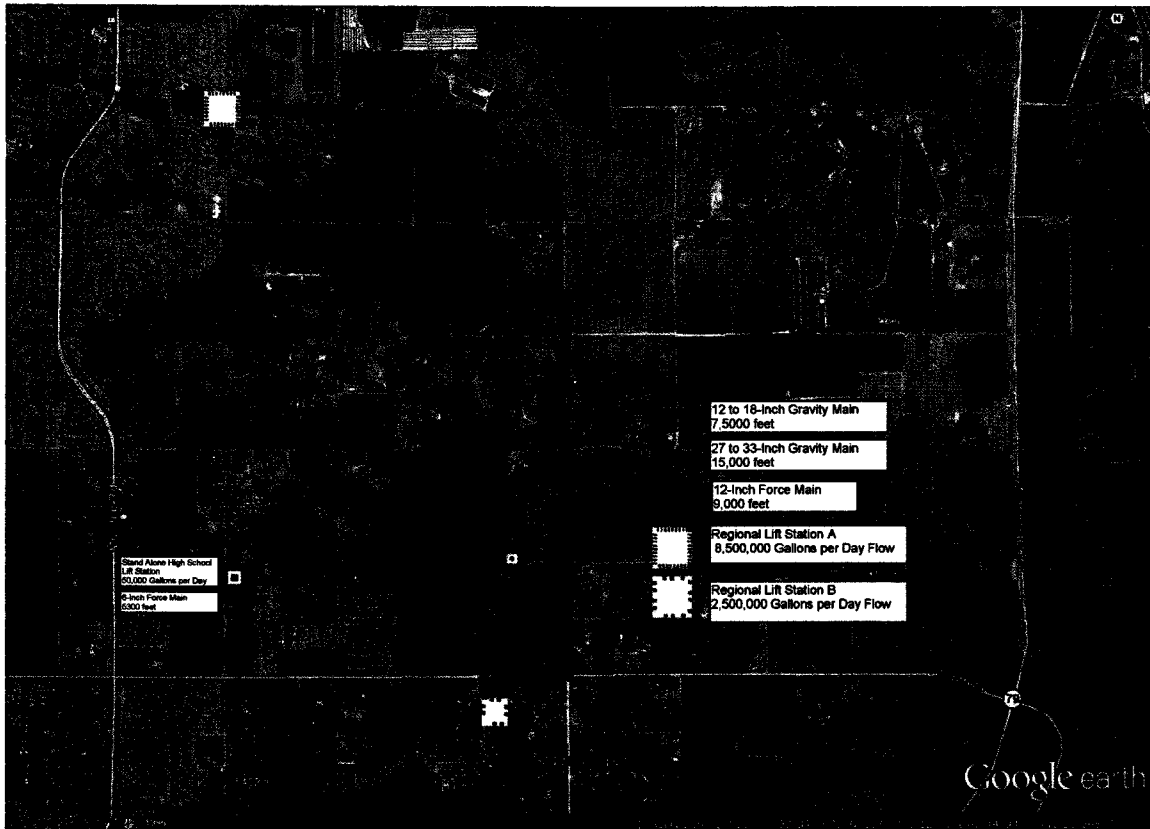 N
12 to 18-Inch Gravity Main
7,5000 feet
27 to 33-Inch Gravity Main
15,000 feet
12-Inch Force Main
9,000 feet
Regional Lift Station A
8,500,000 Gallons per Day Flow
Regional Lift Station B
2,500,000 Gallons per Day Flow
Stand Alone High School
Lift Station
50,000 Gallons per Day
6-Inch Force Main
5300 feet
79
Google earth